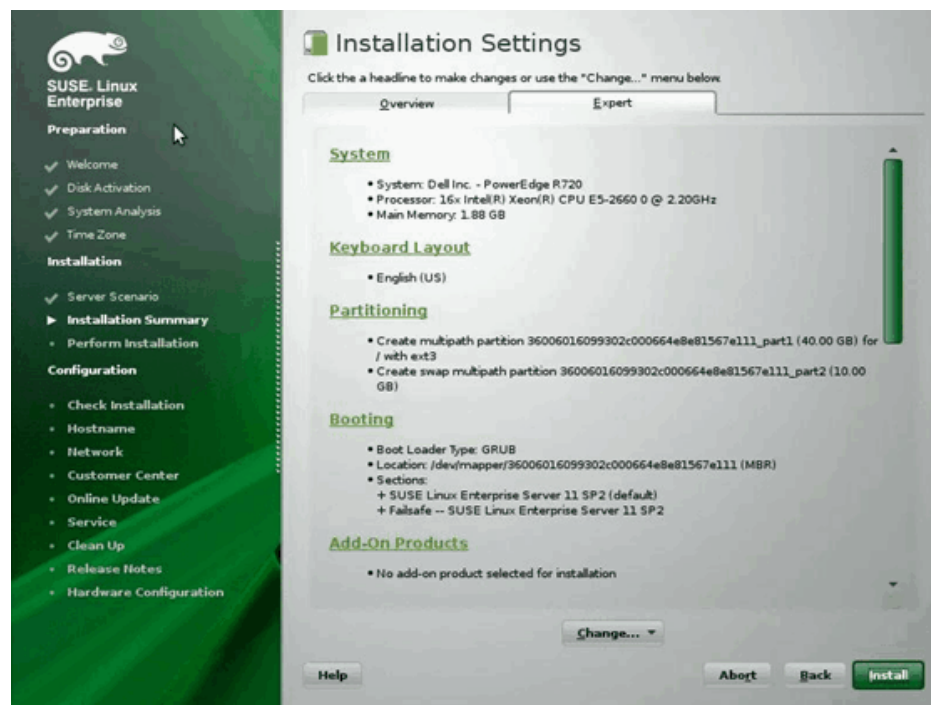 SUSE. Linux
Enterprise
Preparation
Welcome
Disk Activation
System Analysis
Time Zone
Installation
Server Scenario
Installation Summary
Perform Installation
Configuration
Check Installation
Hostname
Network
Customer Center
Online Update
Service
Clean Up
Release Notes
Hardware Configuration
Installation Settings
Click the a headline to make changes or use the "Change..." menu below.
Overview
Expert
System
• System: Dell Inc. - PowerEdge R720
• Processor: 16x Intel(R) Xeon(R) CPU E5-2660 0 @ 2.20GHz
• Main Memory: 1.88 GB
Keyboard Layout
• English (US)
Partitioning
• Create multipath partition 36006016099302c000664e8e81567e111_part1 (40.00 GB) for
/ with ext3
• Create swap multipath partition 36006016099302c000664e8e81567e111_part2 (10.00
GB)
Booting
• Boot Loader Type: GRUB
• Location: /dev/mapper/36006016099302c000664e8e81567e111 (MBR)
• Sections:
+ SUSE Linux Enterprise Server 11 SP2 (default)
+ Failsafe -- SUSE Linux Enterprise Server 11 SP2
Add-On Products
• No add-on product selected for installation
Change...
Help
Abort
Back
Install